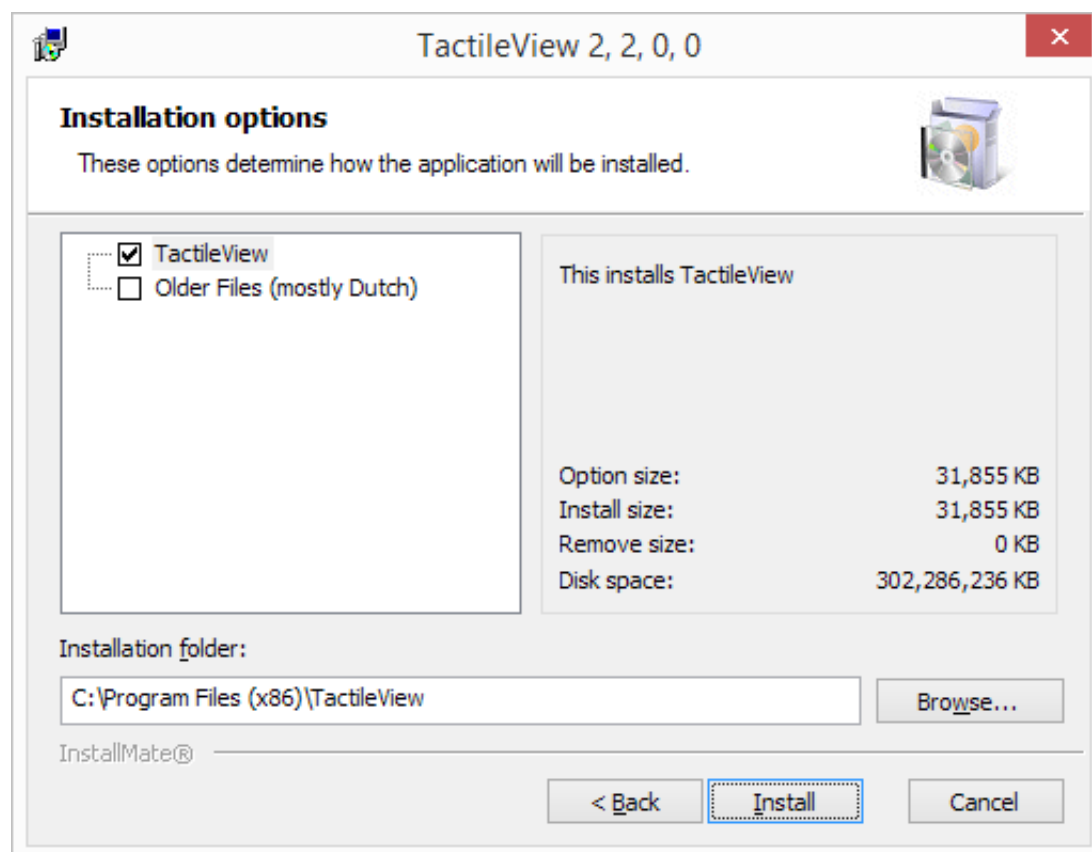 TactileView 2, 2, 0, 0
Installation options
These options determine how the application will be installed.
TactileView
Older Files (mostly Dutch)
This installs TactileView
Option size: 31,855 KB
Install size: 31,855 KB
Remove size: 0 KB
Disk space: 302,286,236 KB
Installation folder:
C:\Program Files (x86)\TactileView
Browse...
InstallMate®
< Back
Install
Cancel